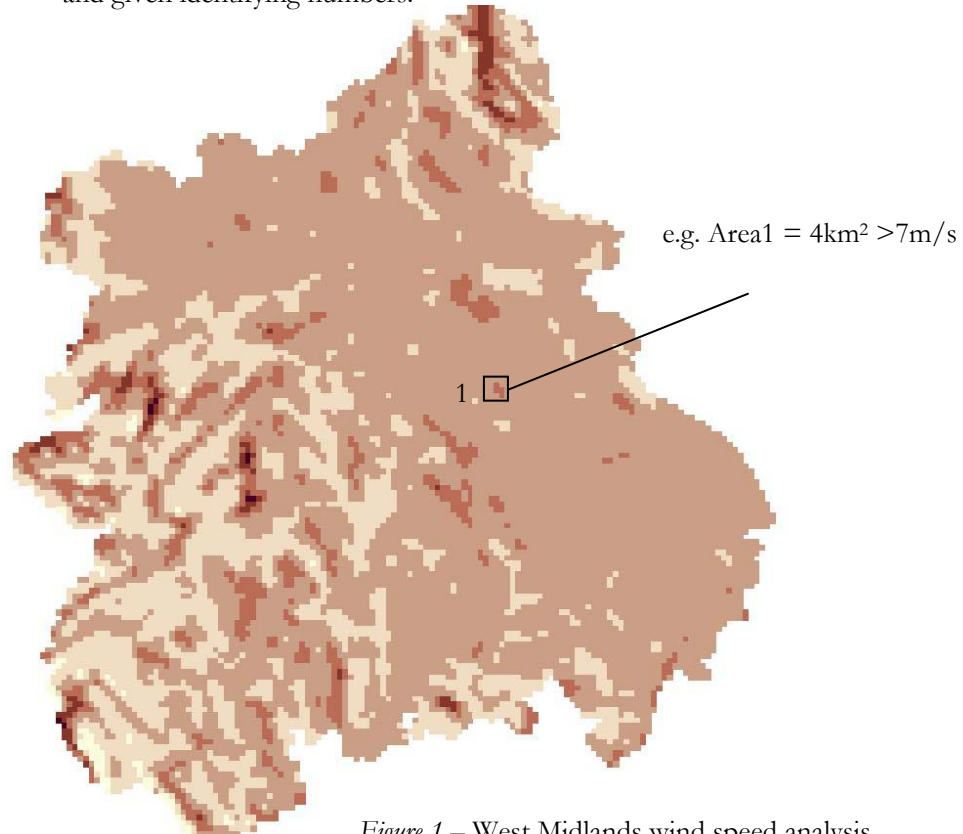 and given identifying numbers.
e.g. Area1 = 4km² >7m/s
1
Figure 1 – West Midlands wind speed analysis